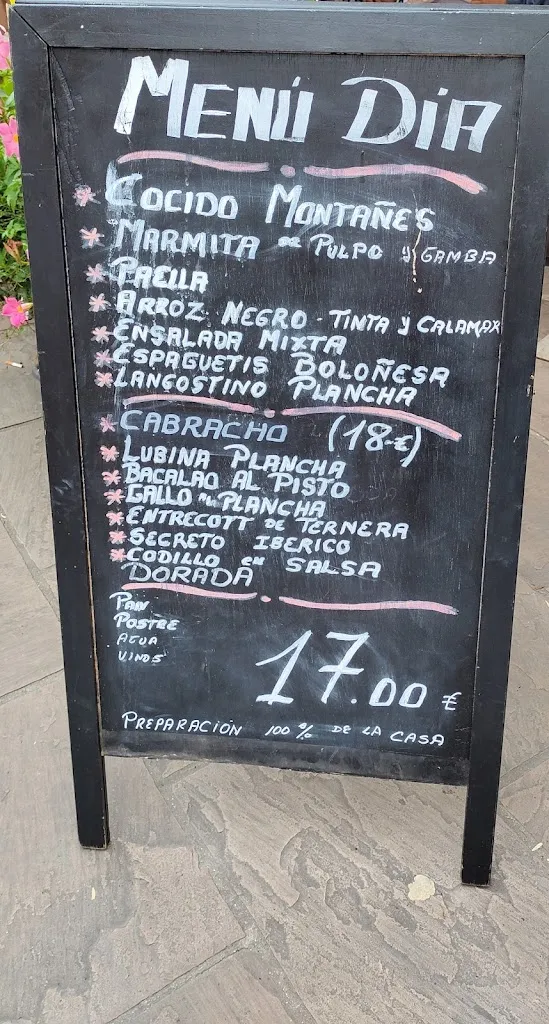 MENÚ DÍA
* COCIDO MONTAÑES
* MARMITA DE PULPO Y GAMBA
* PAELLA
* ARROZ NEGRO - TINTA Y CALAMAR
* ENSALADA MIXTA
* ESPAGUETIS BOLOÑESA
* LANGOSTINO PLANCHA
* CABRACHO (18-€)
* LUBINA PLANCHA
* BACALAO AL PISTO
* GALLO PLANCHA
* ENTRECOTT DE TERNERA
* SECRETO IBERICO
* CODILLO EN SALSA
DORADA
PAN
POSTRE
AGUA
VINOS
17.00 €
PREPARACIÓN 100% DE LA CASA